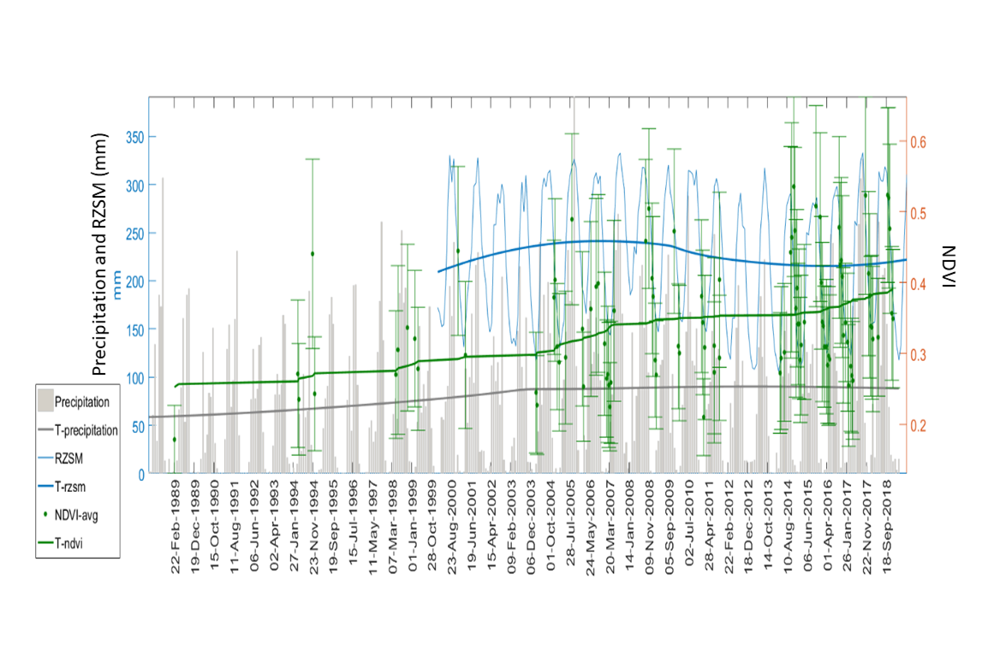 Precipitation and RZSM (mm)
mm
350
300
250
200
150
100
50
0
0.6
0.5
0.4
0.3
0.2
NDVI
Precipitation
T-precipitation
RZSM
T-rzsm
NDVI-avg
T-ndvi
22-Feb-1989
19-Dec-1989
15-Oct-1990
11-Aug-1991
06-Jun-1992
02-Apr-1993
27-Jan-1994
23-Nov-1994
19-Sep-1995
15-Jul-1996
11-May-1997
07-Mar-1998
01-Jan-1999
28-Oct-1999
23-Aug-2000
19-Jun-2001
15-Apr-2002
09-Feb-2003
06-Dec-2003
01-Oct-2004
28-Jul-2005
24-May-2006
20-Mar-2007
14-Jan-2008
09-Nov-2008
05-Sep-2009
02-Jul-2010
28-Apr-2011
22-Feb-2012
18-Dec-2012
14-Oct-2013
10-Aug-2014
06-Jun-2015
01-Apr-2016
26-Jan-2017
22-Nov-2017
18-Sep-2018